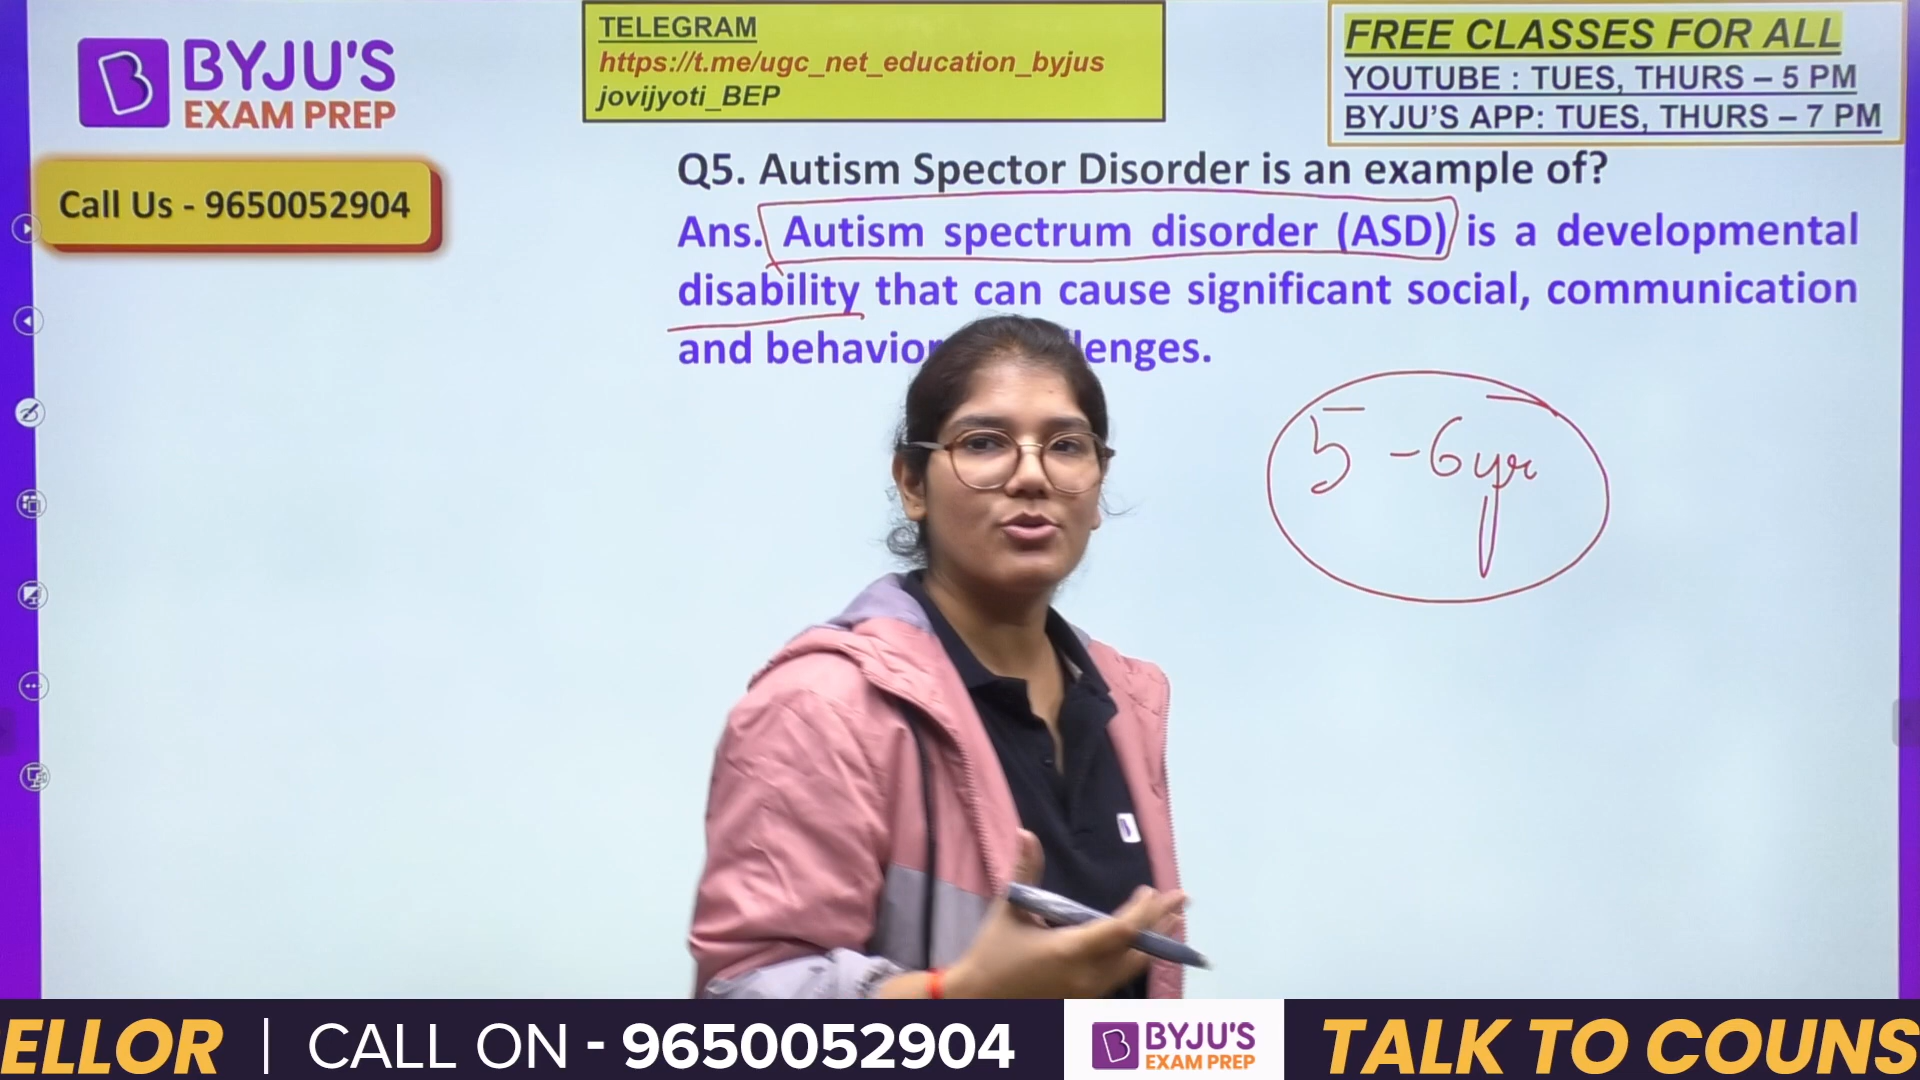 BYJU'S
EXAM PREP
TELEGRAM
https://t.me/ugc_net_education_byjus
jovijyoti_BEP
FREE CLASSES FOR ALL
YOUTUBE : TUES, THURS – 5 PM
BYJU'S APP: TUES, THURS – 7 PM
Call Us - 9650052904
Q5. Autism Spector Disorder is an example of?
Ans. Autism spectrum disorder (ASD) is a developmental
disability that can cause significant social, communication
and
5 - 6 yr
ELLOR | CALL ON - 9650052904
BYJU'S
EXAM PREP
TALK TO COUNS